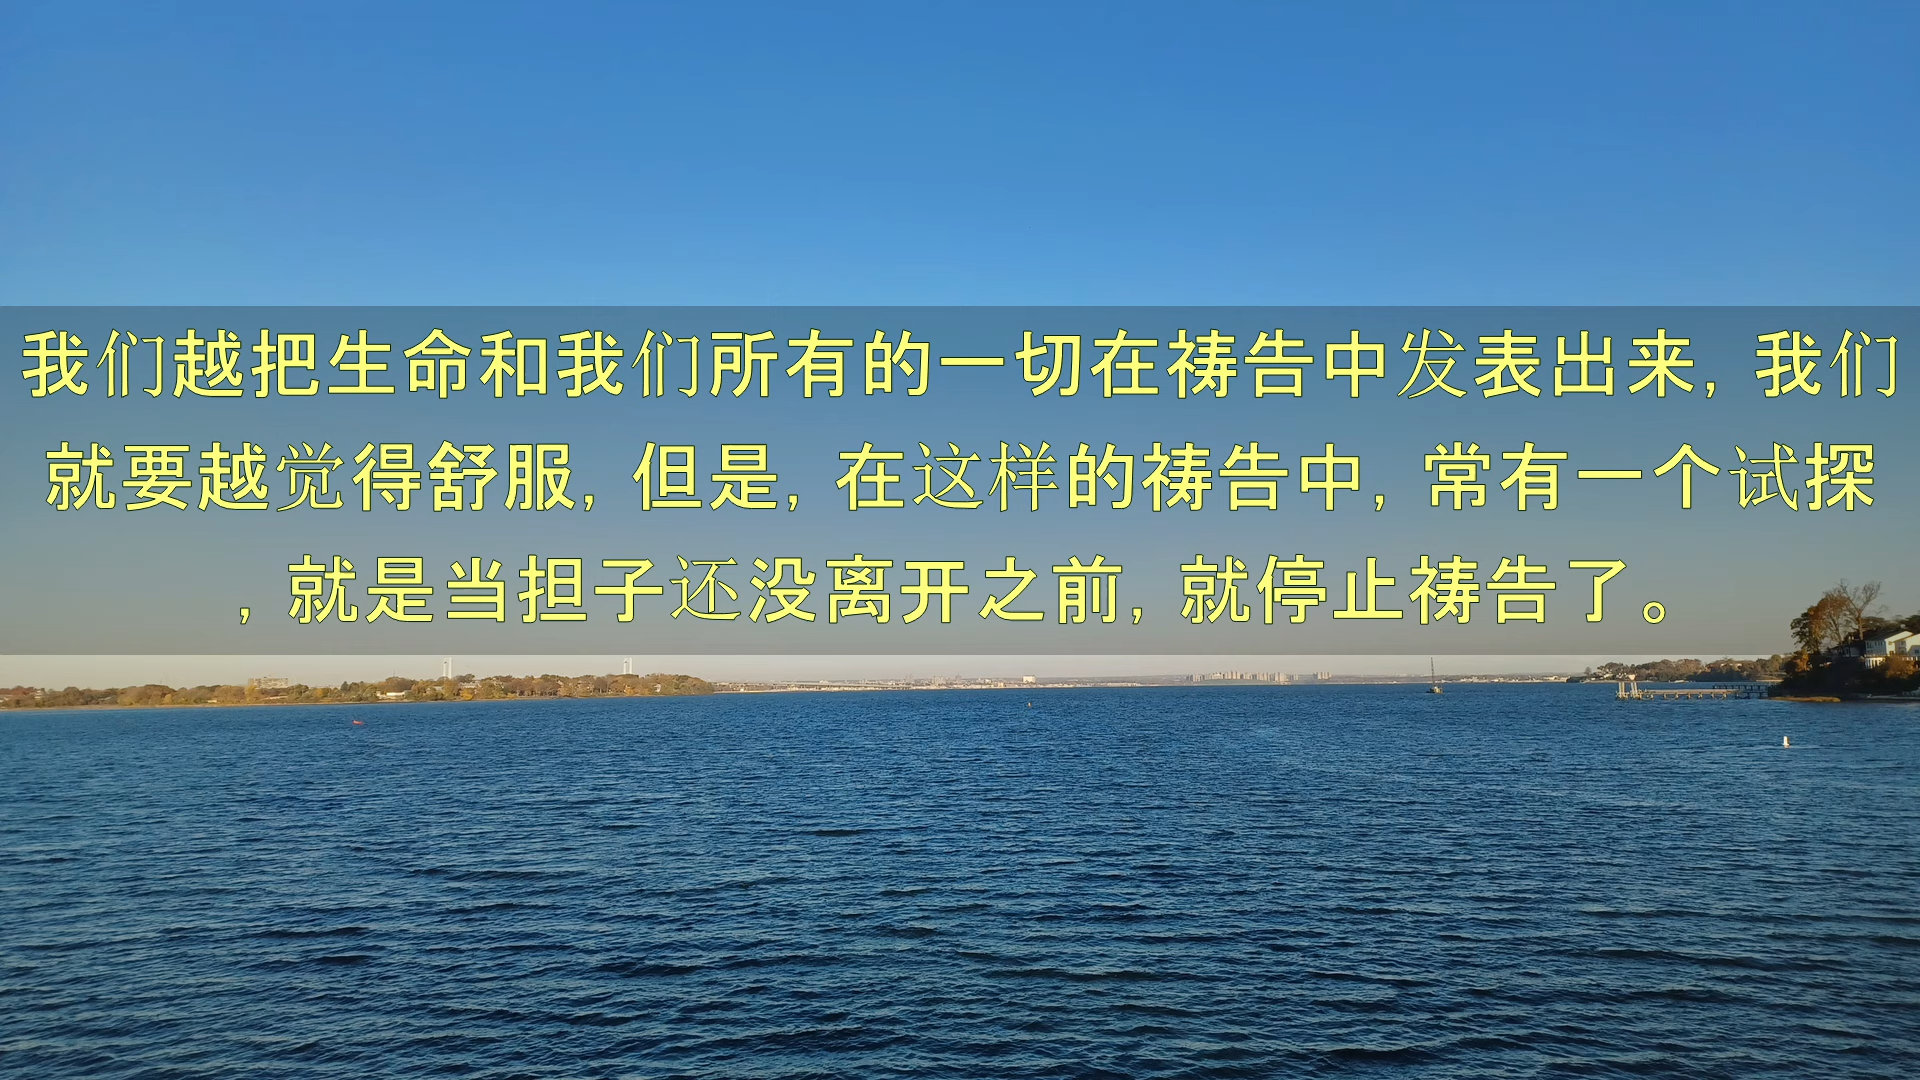 我们越把生命和我们所有的一切在祷告中发表出来, 我们
就要越觉得舒服, 但是, 在这样的祷告中, 常有一个试探
, 就是当担子还没离开之前, 就停止祷告了。